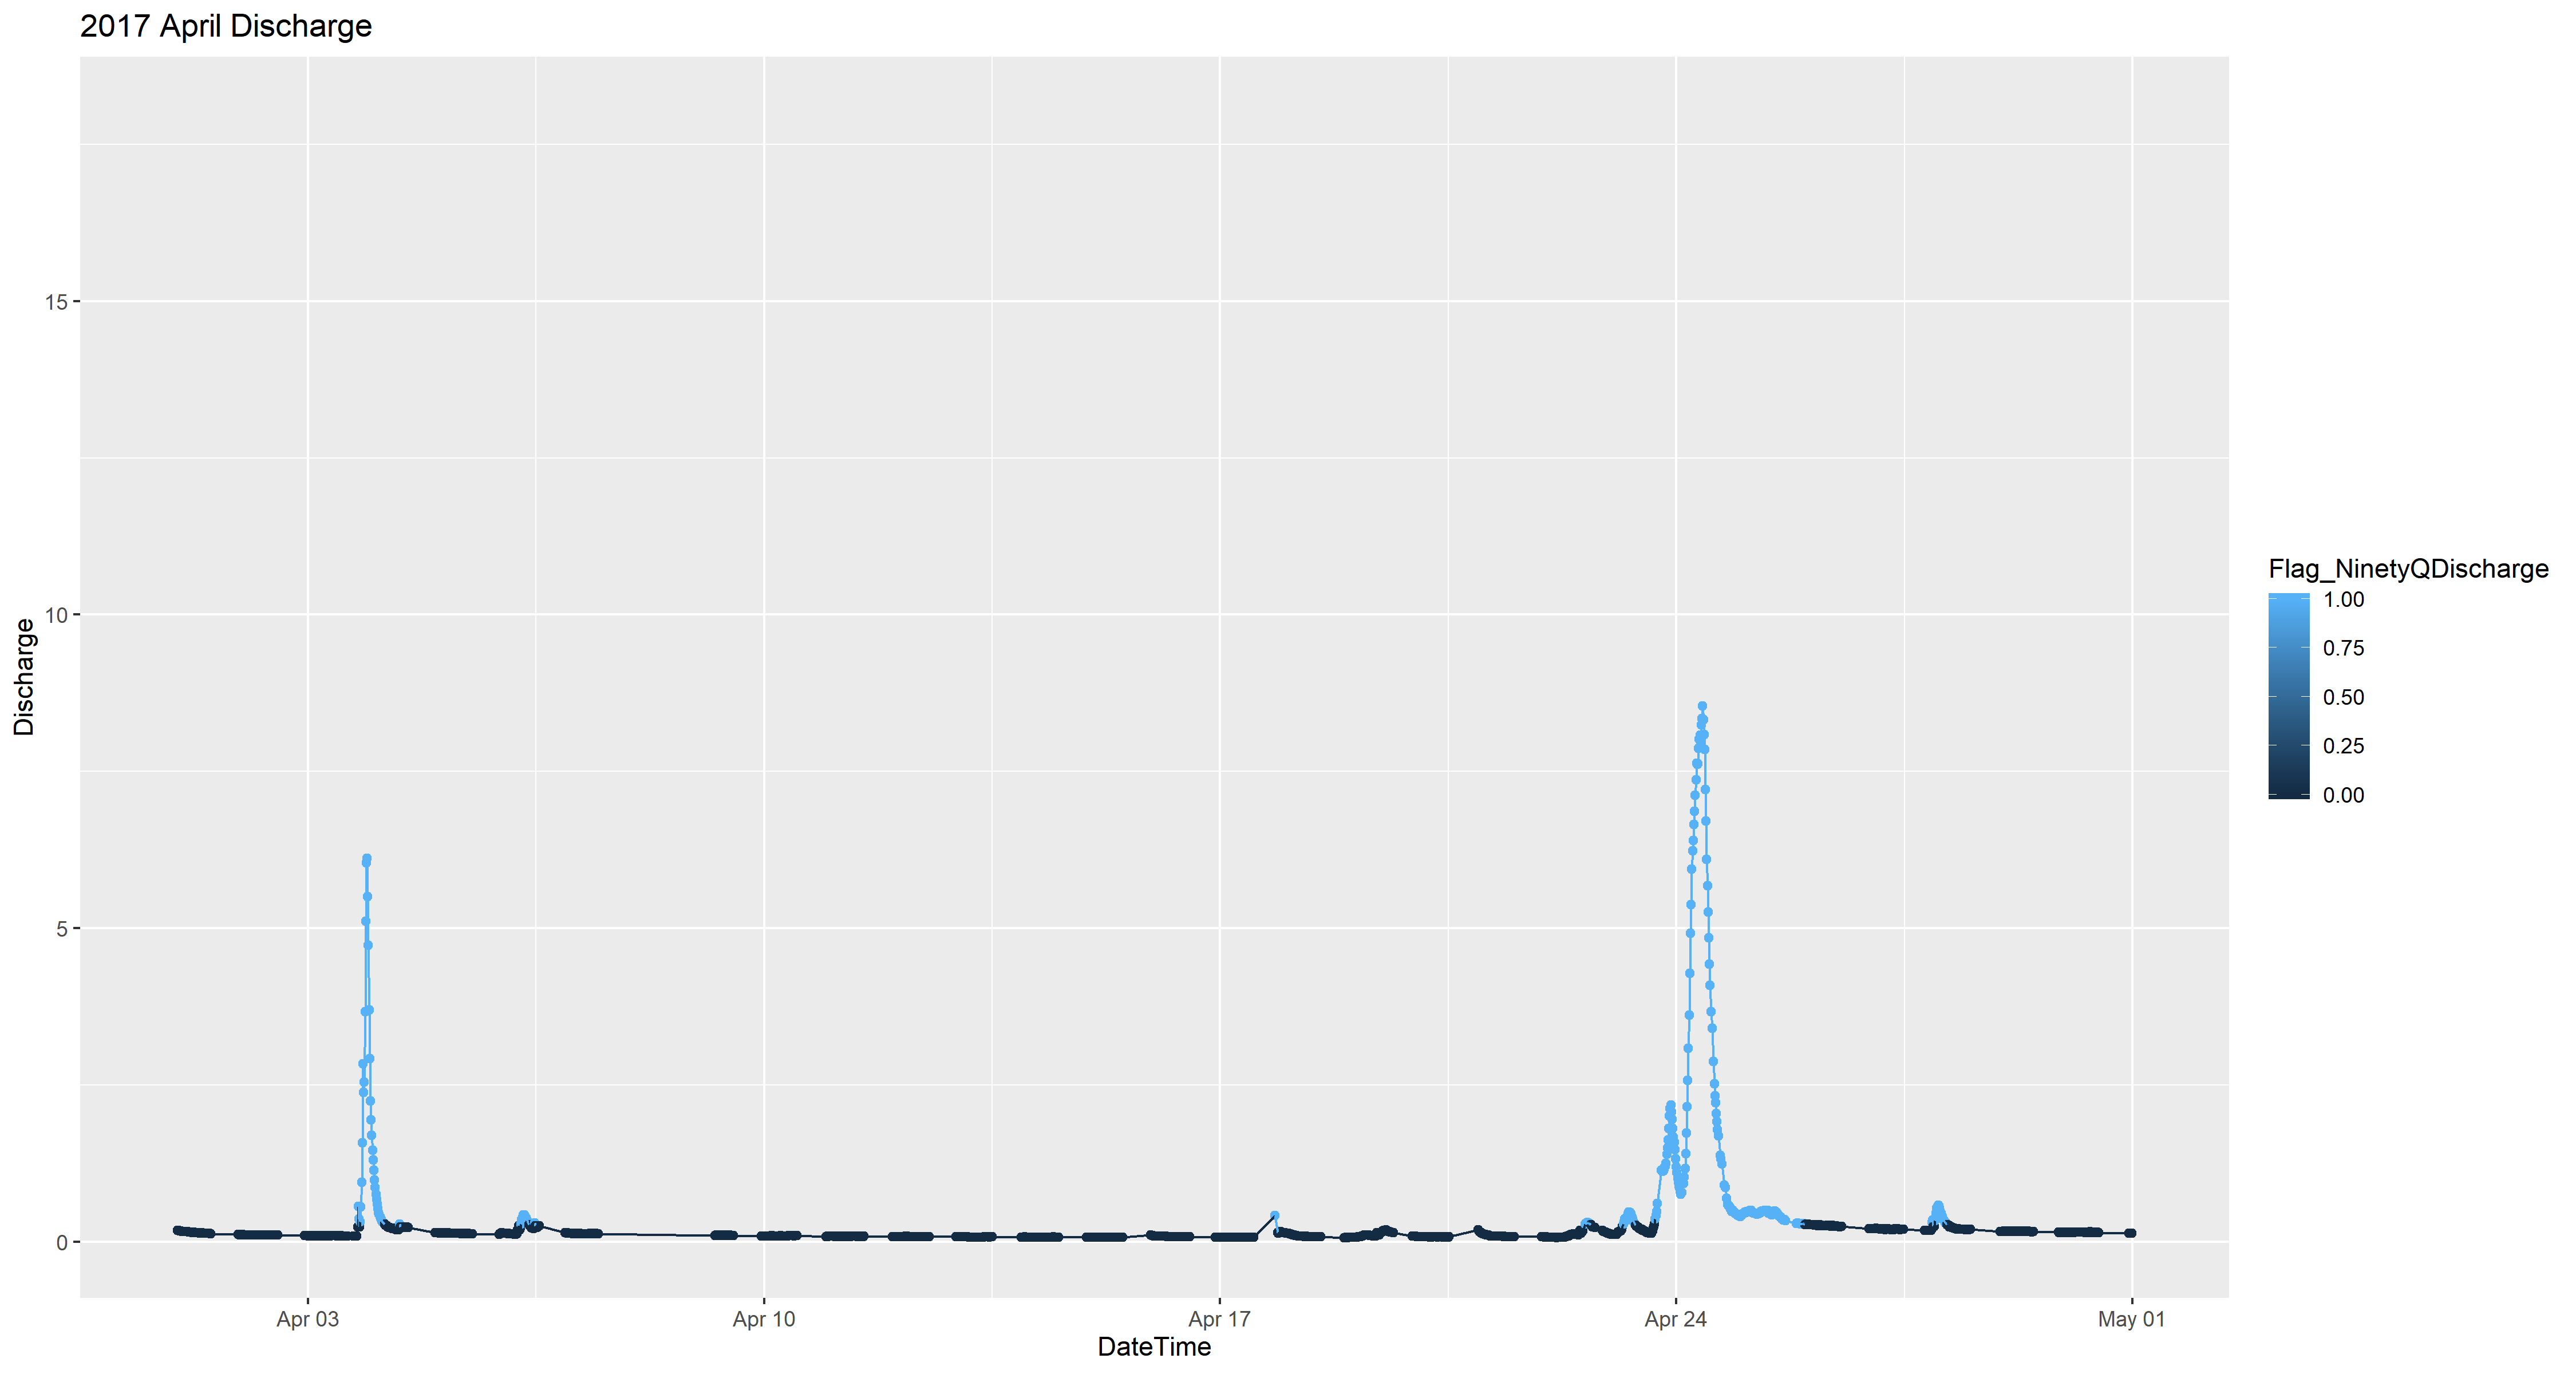 2017 April Discharge
15
10
5
0
Discharge
Apr 03
Apr 10
Apr 17
Apr 24
May 01
DateTime
Flag_NinetyQDischarge
1.00
0.75
0.50
0.25
0.00